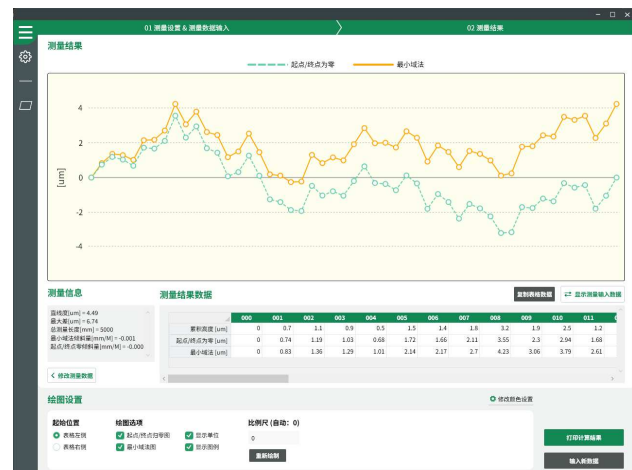 01 测量设置 & 测量数据输入
02 测量结果
测量结果
起点/终点为零
最小域法
[um]
4
2
0
-2
-4
测量信息
直线度[um] = 4.49
最大差[um] = 6.74
总测量长度[mm] = 5000
最小域法倾斜量[mm/M] = -0.001
起点/终点零倾斜量[mm/M] = -0.000
修改测量数据
测量结果数据
复制表格数据
显示测量输入数据
000 001 002 003 004 005 006 007 008 009 010 011
累积高度 [um] 0 0.7 1.1 0.9 0.5 1.5 1.4 1.8 3.2 1.9 2.5 1.2
起点/终点为零 [um] 0 0.74 1.19 1.03 0.68 1.72 1.66 2.11 3.55 2.3 2.94 1.68
最小域法 [um] 0 0.83 1.36 1.29 1.01 2.14 2.17 2.7 4.23 3.06 3.79 2.61
绘图设置
修改颜色设置
起始位置
表格左侧
表格右侧
绘图选项
起点/终点归零图
显示单位
最小域法图
显示图例
比例尺 (自动: 0)
0
重新绘制
打印计算结果
输入新数据